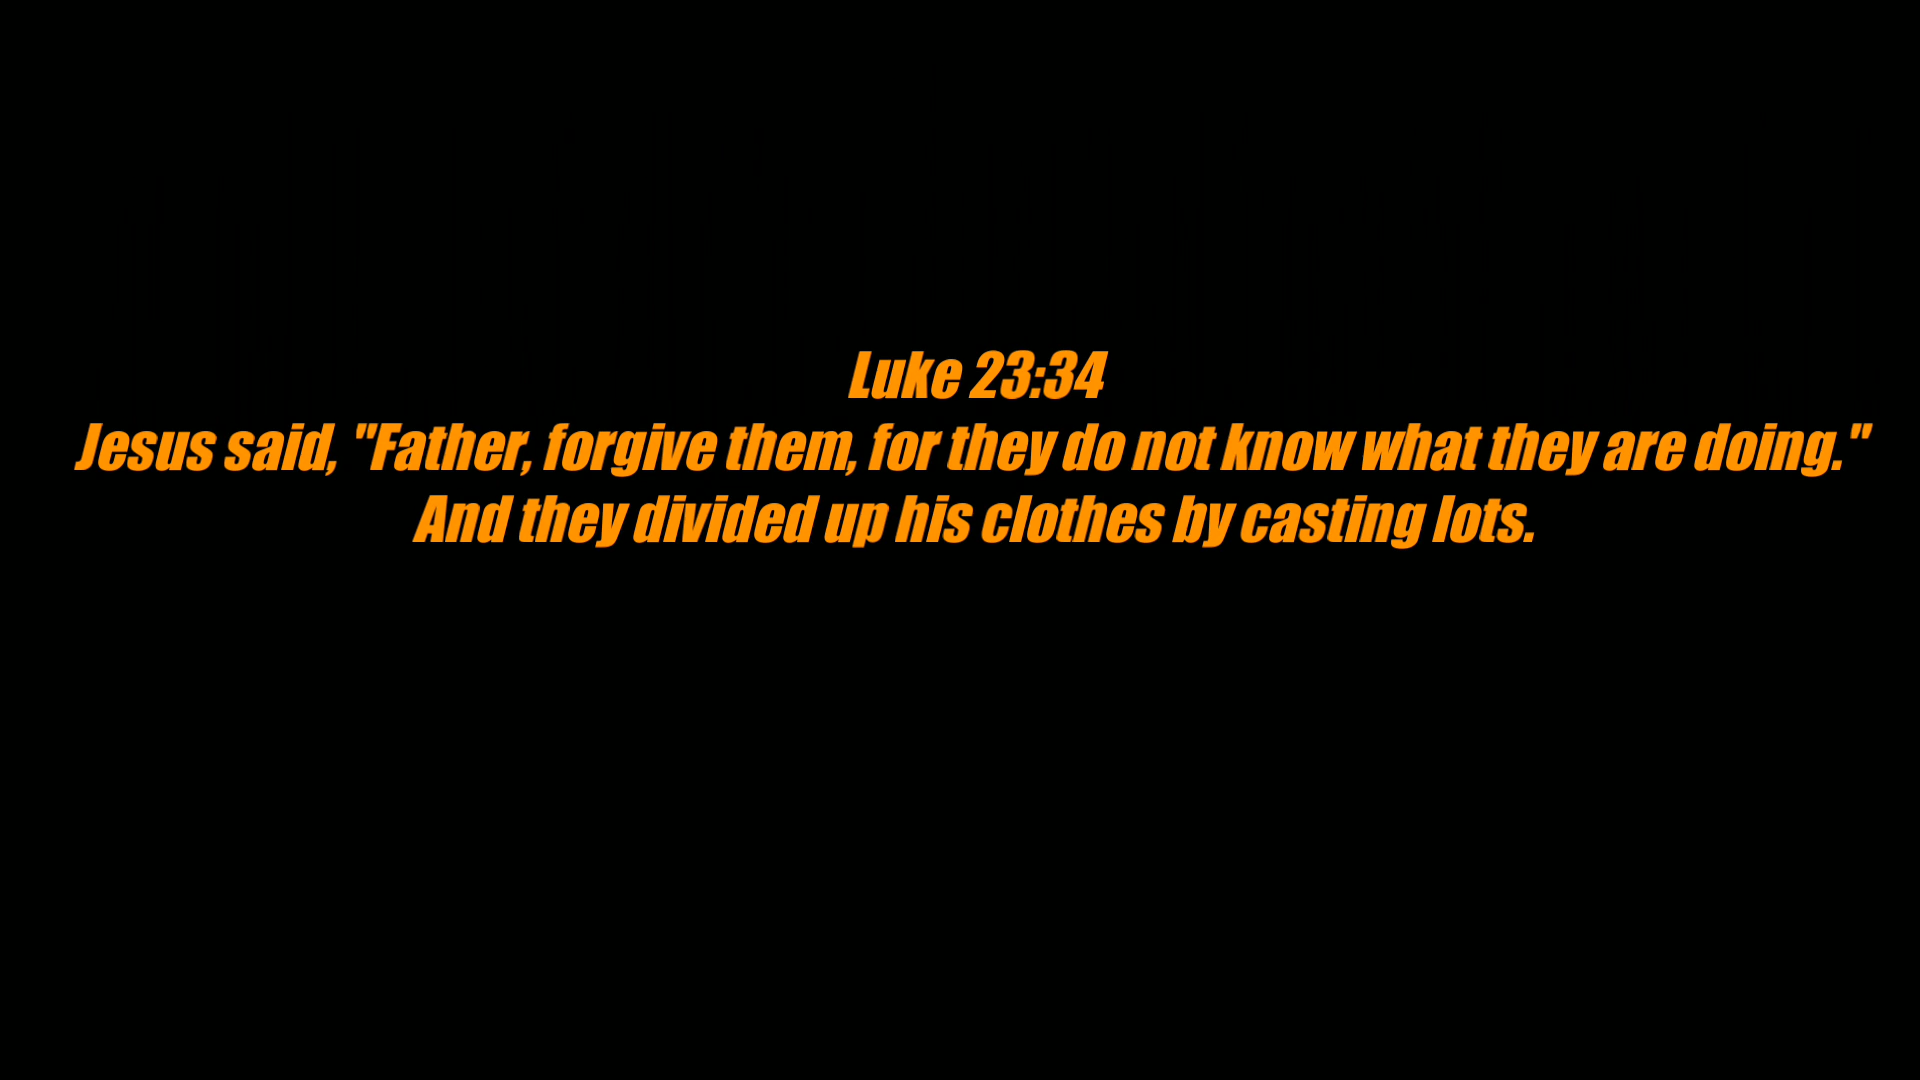 Luke 23:34
Jesus said, "Father, forgive them, for they do not know what they are doing."
And they divided up his clothes by casting lots.